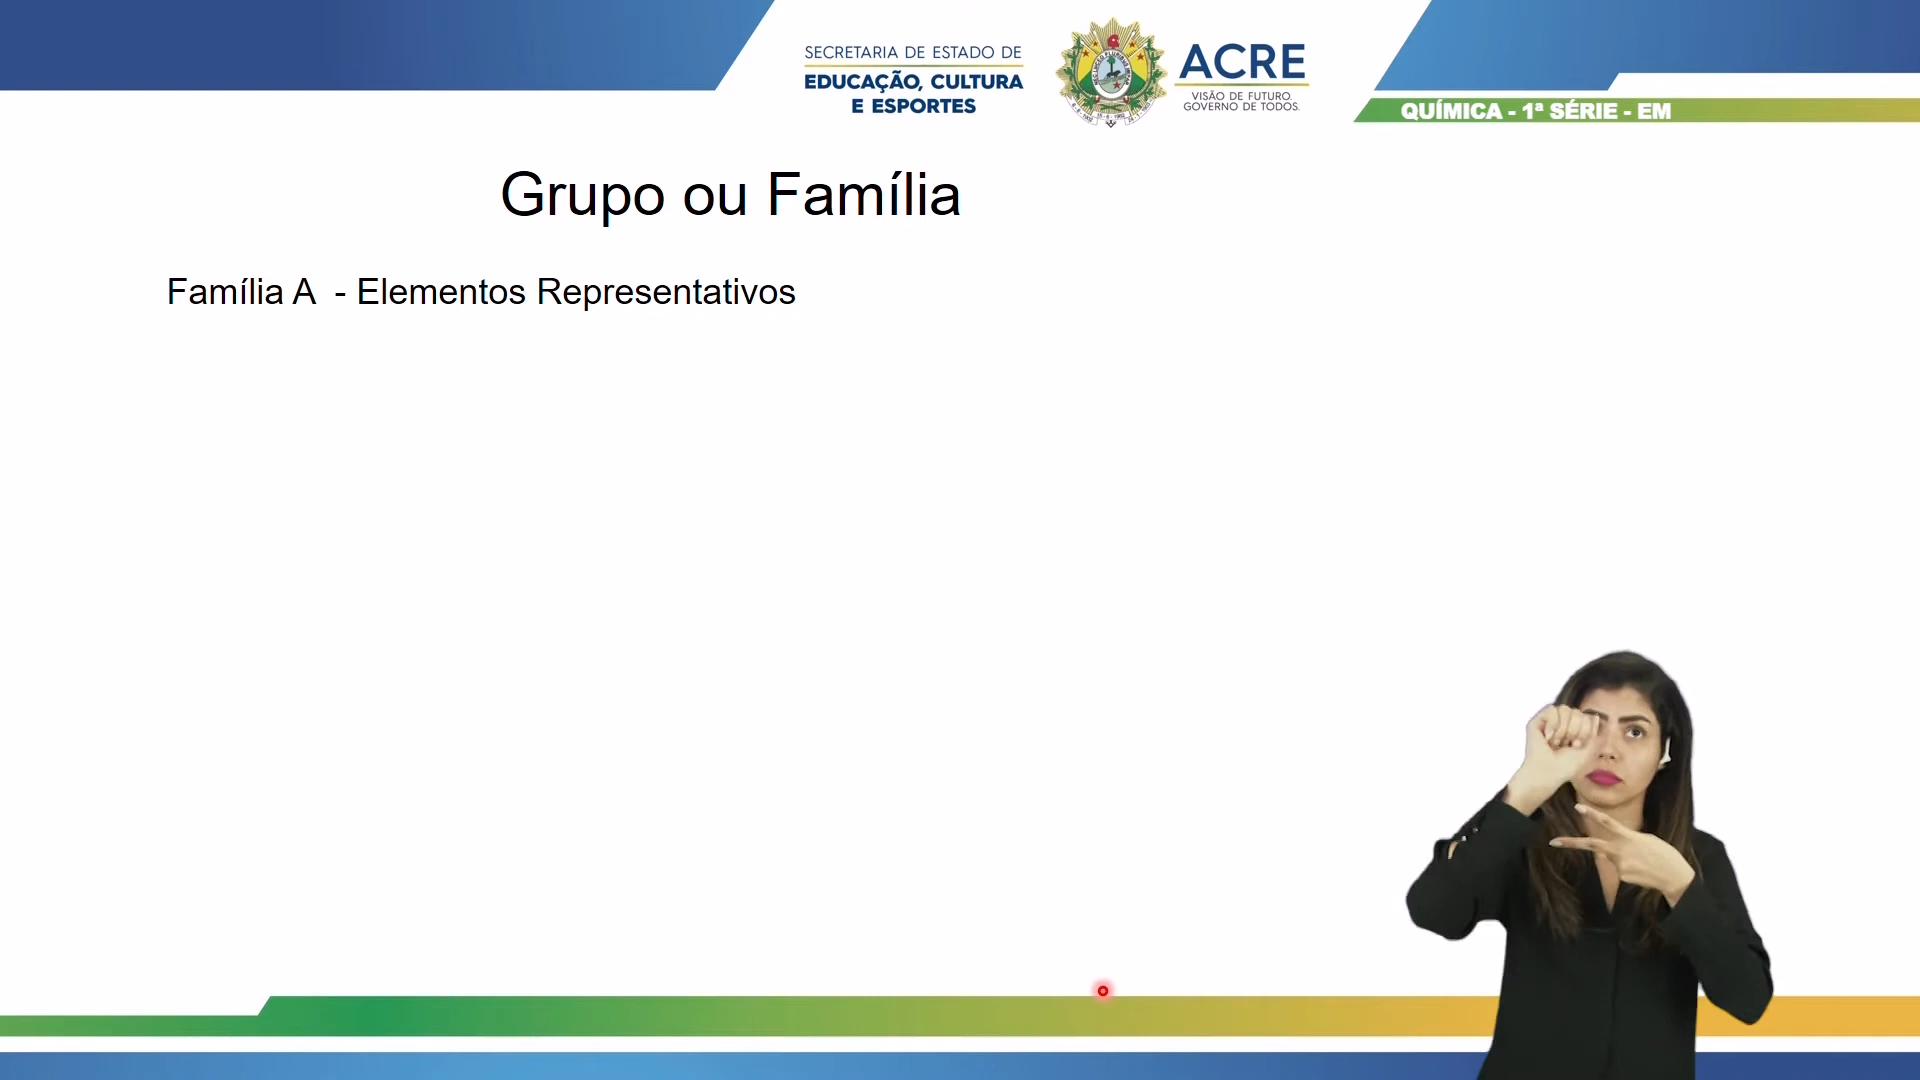 SECRETARIA DE ESTADO DE
EDUCAÇÃO, CULTURA
E ESPORTES
ACRE
VISÃO DE FUTURO.
GOVERNO DE TODOS.
QUÍMICA - 1ª SÉRIE - EM
Grupo ou Família
Família A - Elementos Representativos